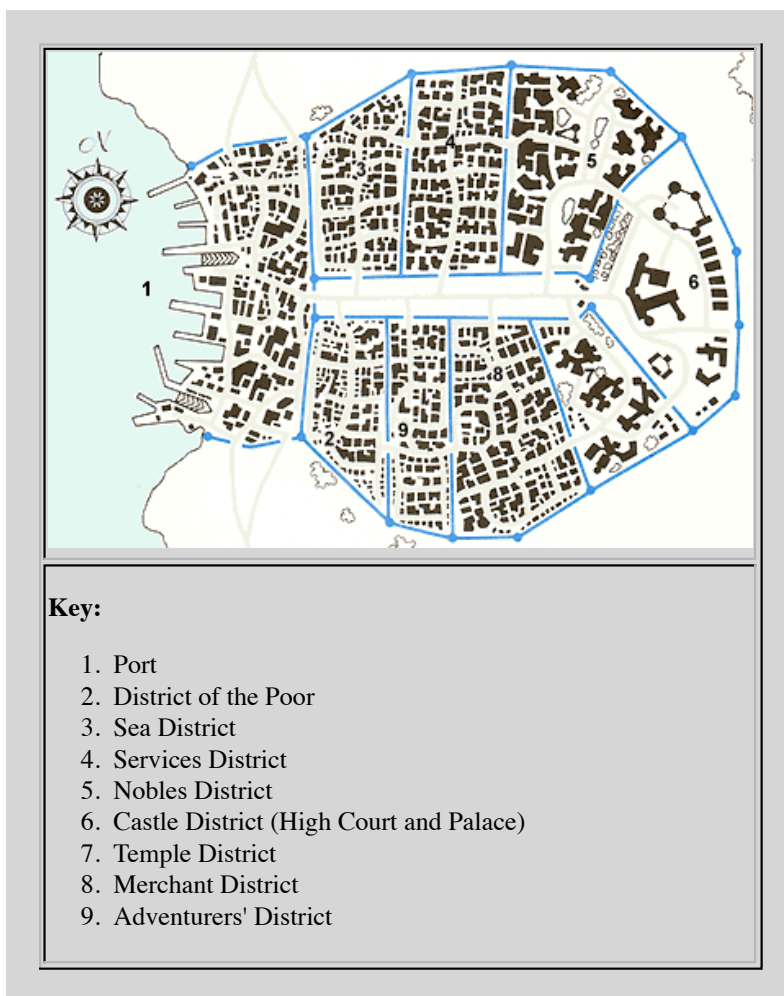 N
4
3
5
6
1
8
7
2
9
Key:
1. Port
2. District of the Poor
3. Sea District
4. Services District
5. Nobles District
6. Castle District (High Court and Palace)
7. Temple District
8. Merchant District
9. Adventurers' District